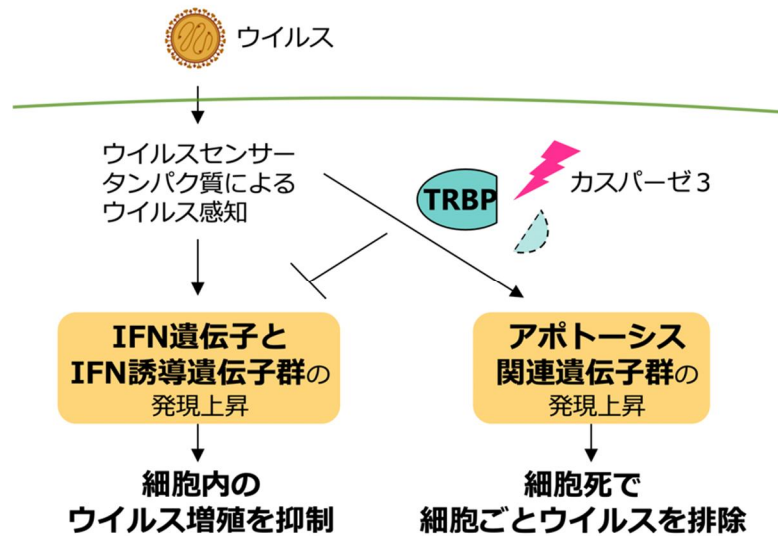 ウイルス
ウイルスセンサー
タンパク質による
ウイルス感知
TRBP
カスパーゼ3
IFN遺伝子と
IFN誘導遺伝子群の
発現上昇
アポトーシス
関連遺伝子群の
発現上昇
細胞内の
ウイルス増殖を抑制
細胞死で
細胞ごとウイルスを排除